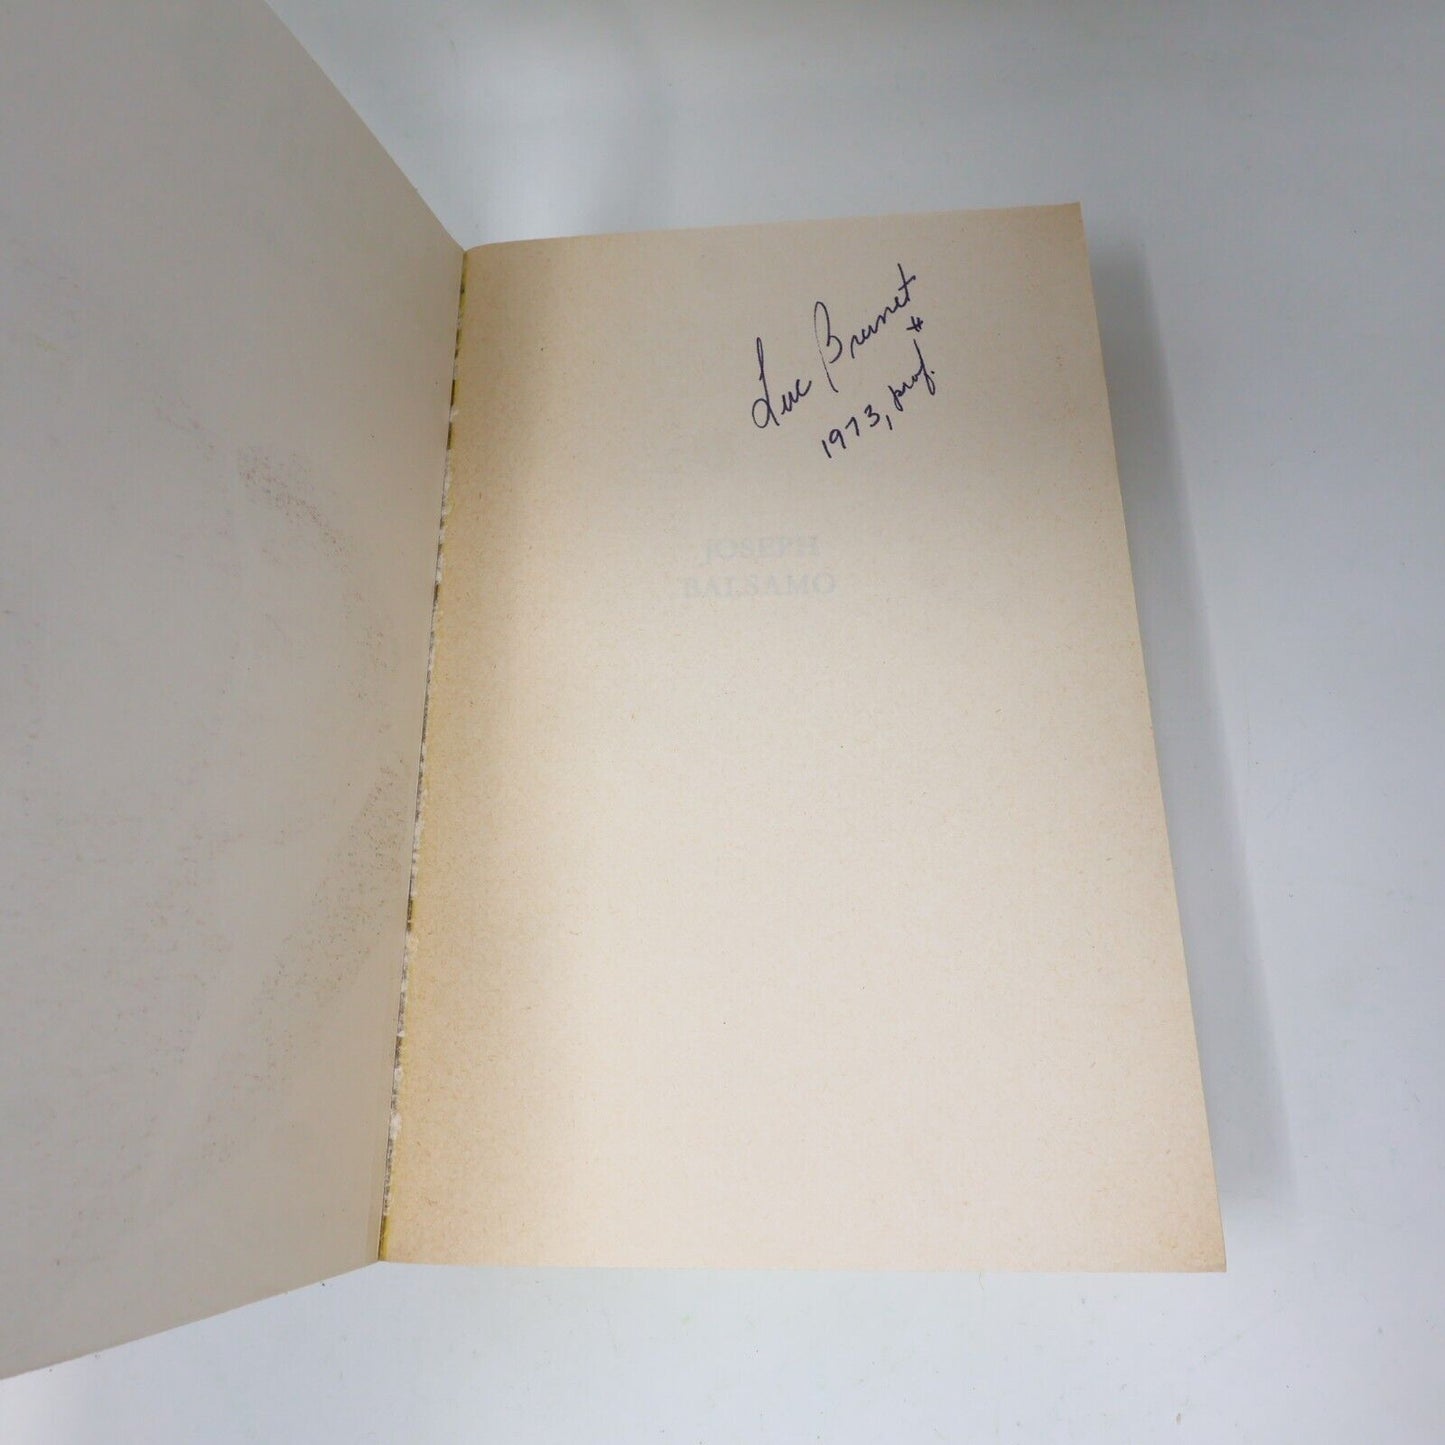 Luc Brunet
#
1973, prof.
JOSEPH
BALSAMO